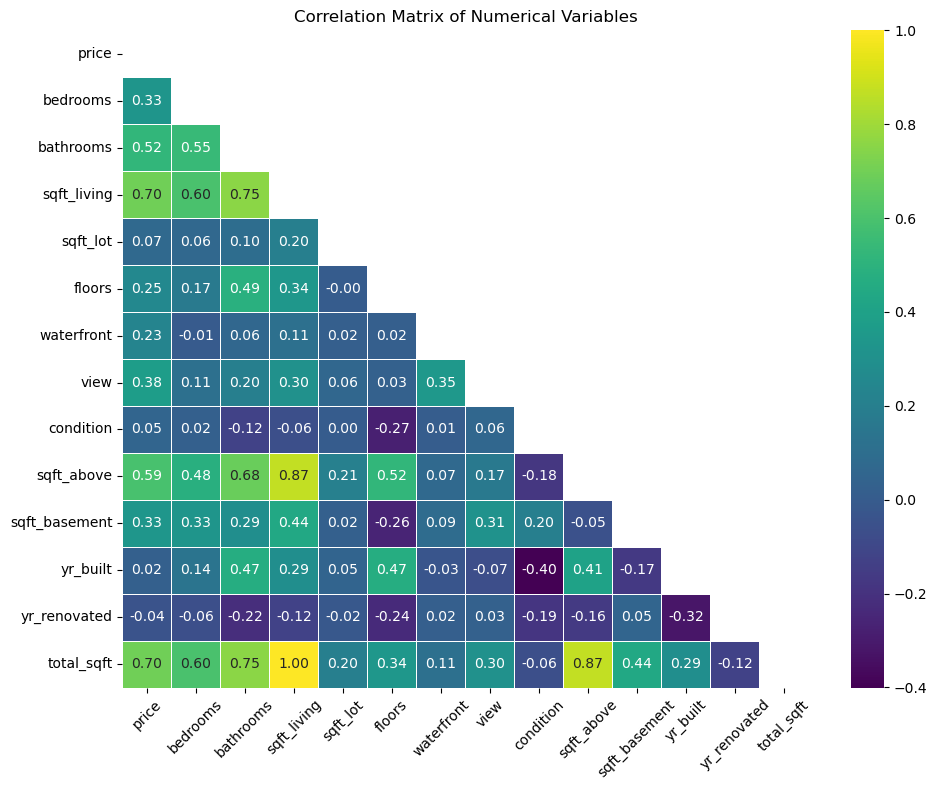 Correlation Matrix of Numerical Variables
price
bedrooms 0.33
bathrooms 0.52 0.55
sqft_living 0.70 0.60 0.75
sqft_lot 0.07 0.06 0.10 0.20
floors 0.25 0.17 0.49 0.34 -0.00
waterfront 0.23 -0.01 0.06 0.11 0.02 0.02
view 0.38 0.11 0.20 0.30 0.06 0.03 0.35
condition 0.05 0.02 -0.12 -0.06 0.00 -0.27 0.01 0.06
sqft_above 0.59 0.48 0.68 0.87 0.21 0.52 0.07 0.17 -0.18
sqft_basement 0.33 0.33 0.29 0.44 0.02 -0.26 0.09 0.31 0.20 -0.05
yr_built 0.02 0.14 0.47 0.29 0.05 0.47 -0.03 -0.07 -0.40 0.41 -0.17
yr_renovated -0.04 -0.06 -0.22 -0.12 -0.02 -0.24 0.02 0.03 -0.19 -0.16 0.05 -0.32
total_sqft 0.70 0.60 0.75 1.00 0.20 0.34 0.11 0.30 -0.06 0.87 0.44 0.29 -0.12
price bedrooms bathrooms sqft_living sqft_lot floors waterfront view condition sqft_above sqft_basement yr_built yr_renovated total_sqft
1.0
0.8
0.6
0.4
0.2
0.0
−0.2
−0.4